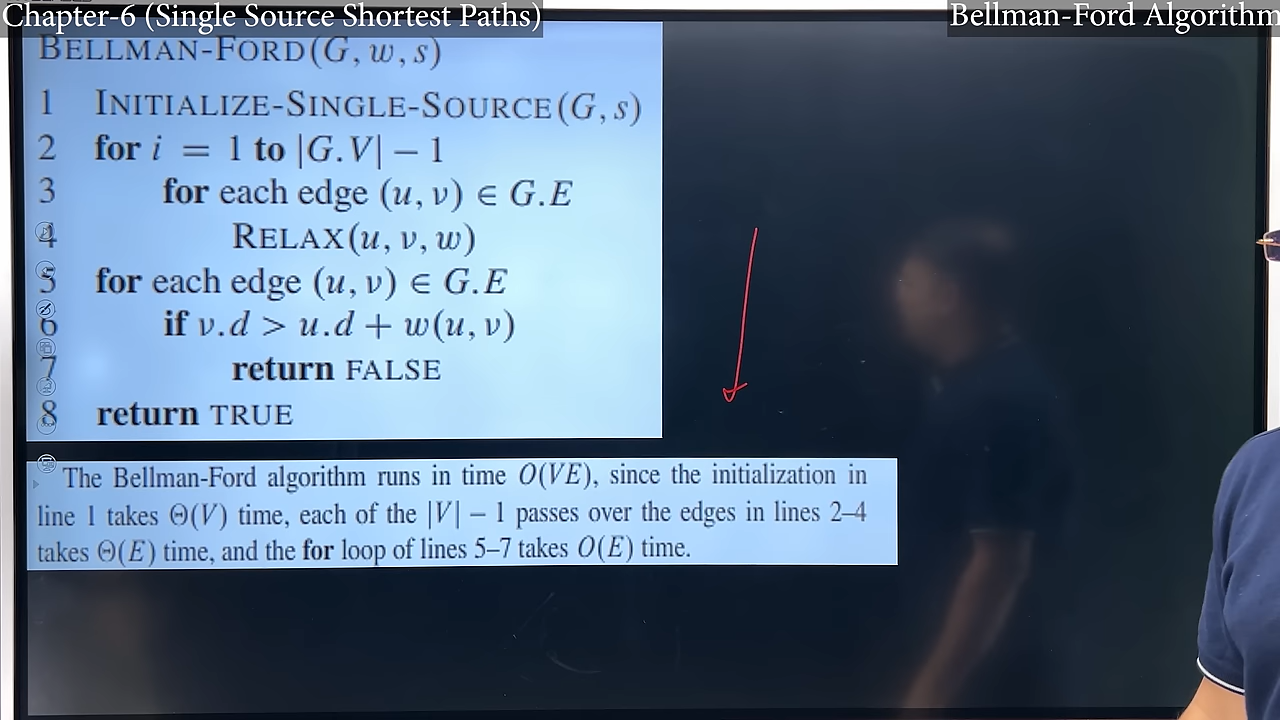 Chapter-6 (Single Source Shortest Paths)
Bellman-Ford Algorithm
BELLMAN-FORD(G, w, s)
1 INITIALIZE-SINGLE-SOURCE(G, s)
2 for i = 1 to |G.V| − 1
3 for each edge (u, v) ∈ G.E
4 RELAX(u, v, w)
5 for each edge (u, v) ∈ G.E
6 if v.d > u.d + w(u, v)
7 return FALSE
8 return TRUE
The Bellman-Ford algorithm runs in time O(VE), since the initialization in
line 1 takes Θ(V) time, each of the |V| − 1 passes over the edges in lines 2–4
takes Θ(E) time, and the for loop of lines 5–7 takes O(E) time.